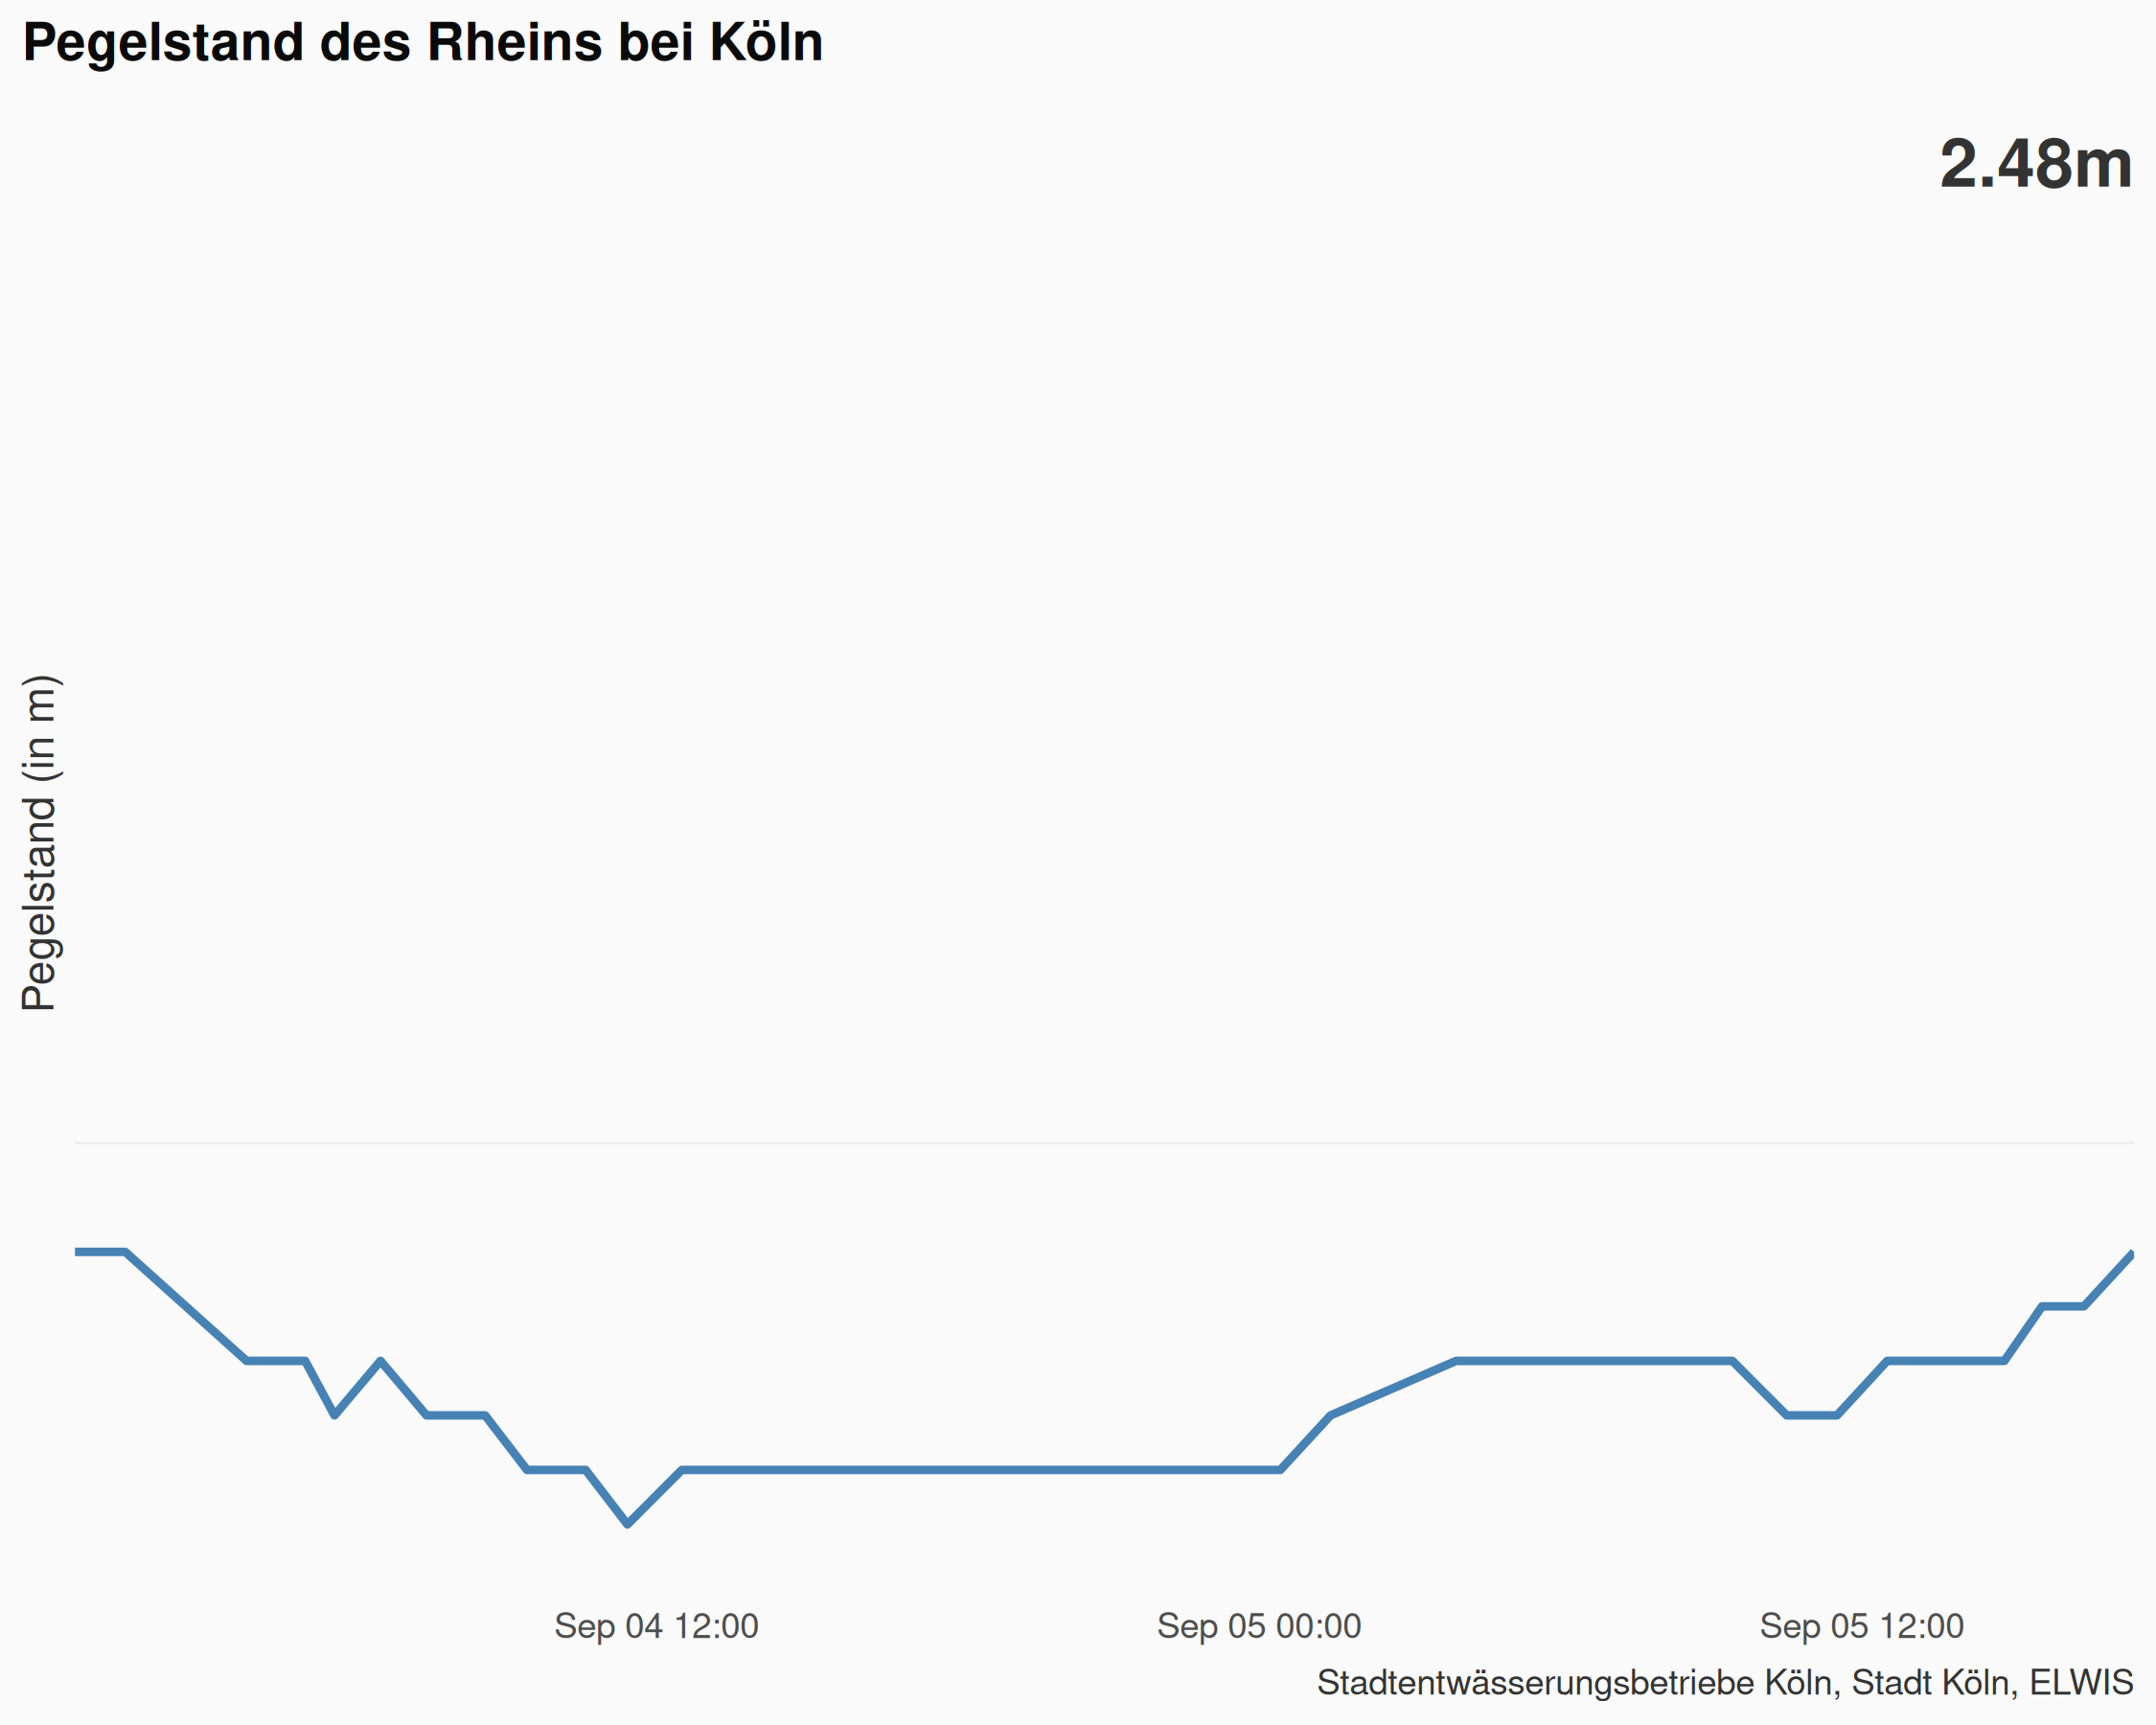 Pegelstand des Rheins bei Köln
2.48m
Pegelstand (in m)
Sep 04 12:00
Sep 05 00:00
Sep 05 12:00
Stadtentwässerungsbetriebe Köln, Stadt Köln, ELWIS